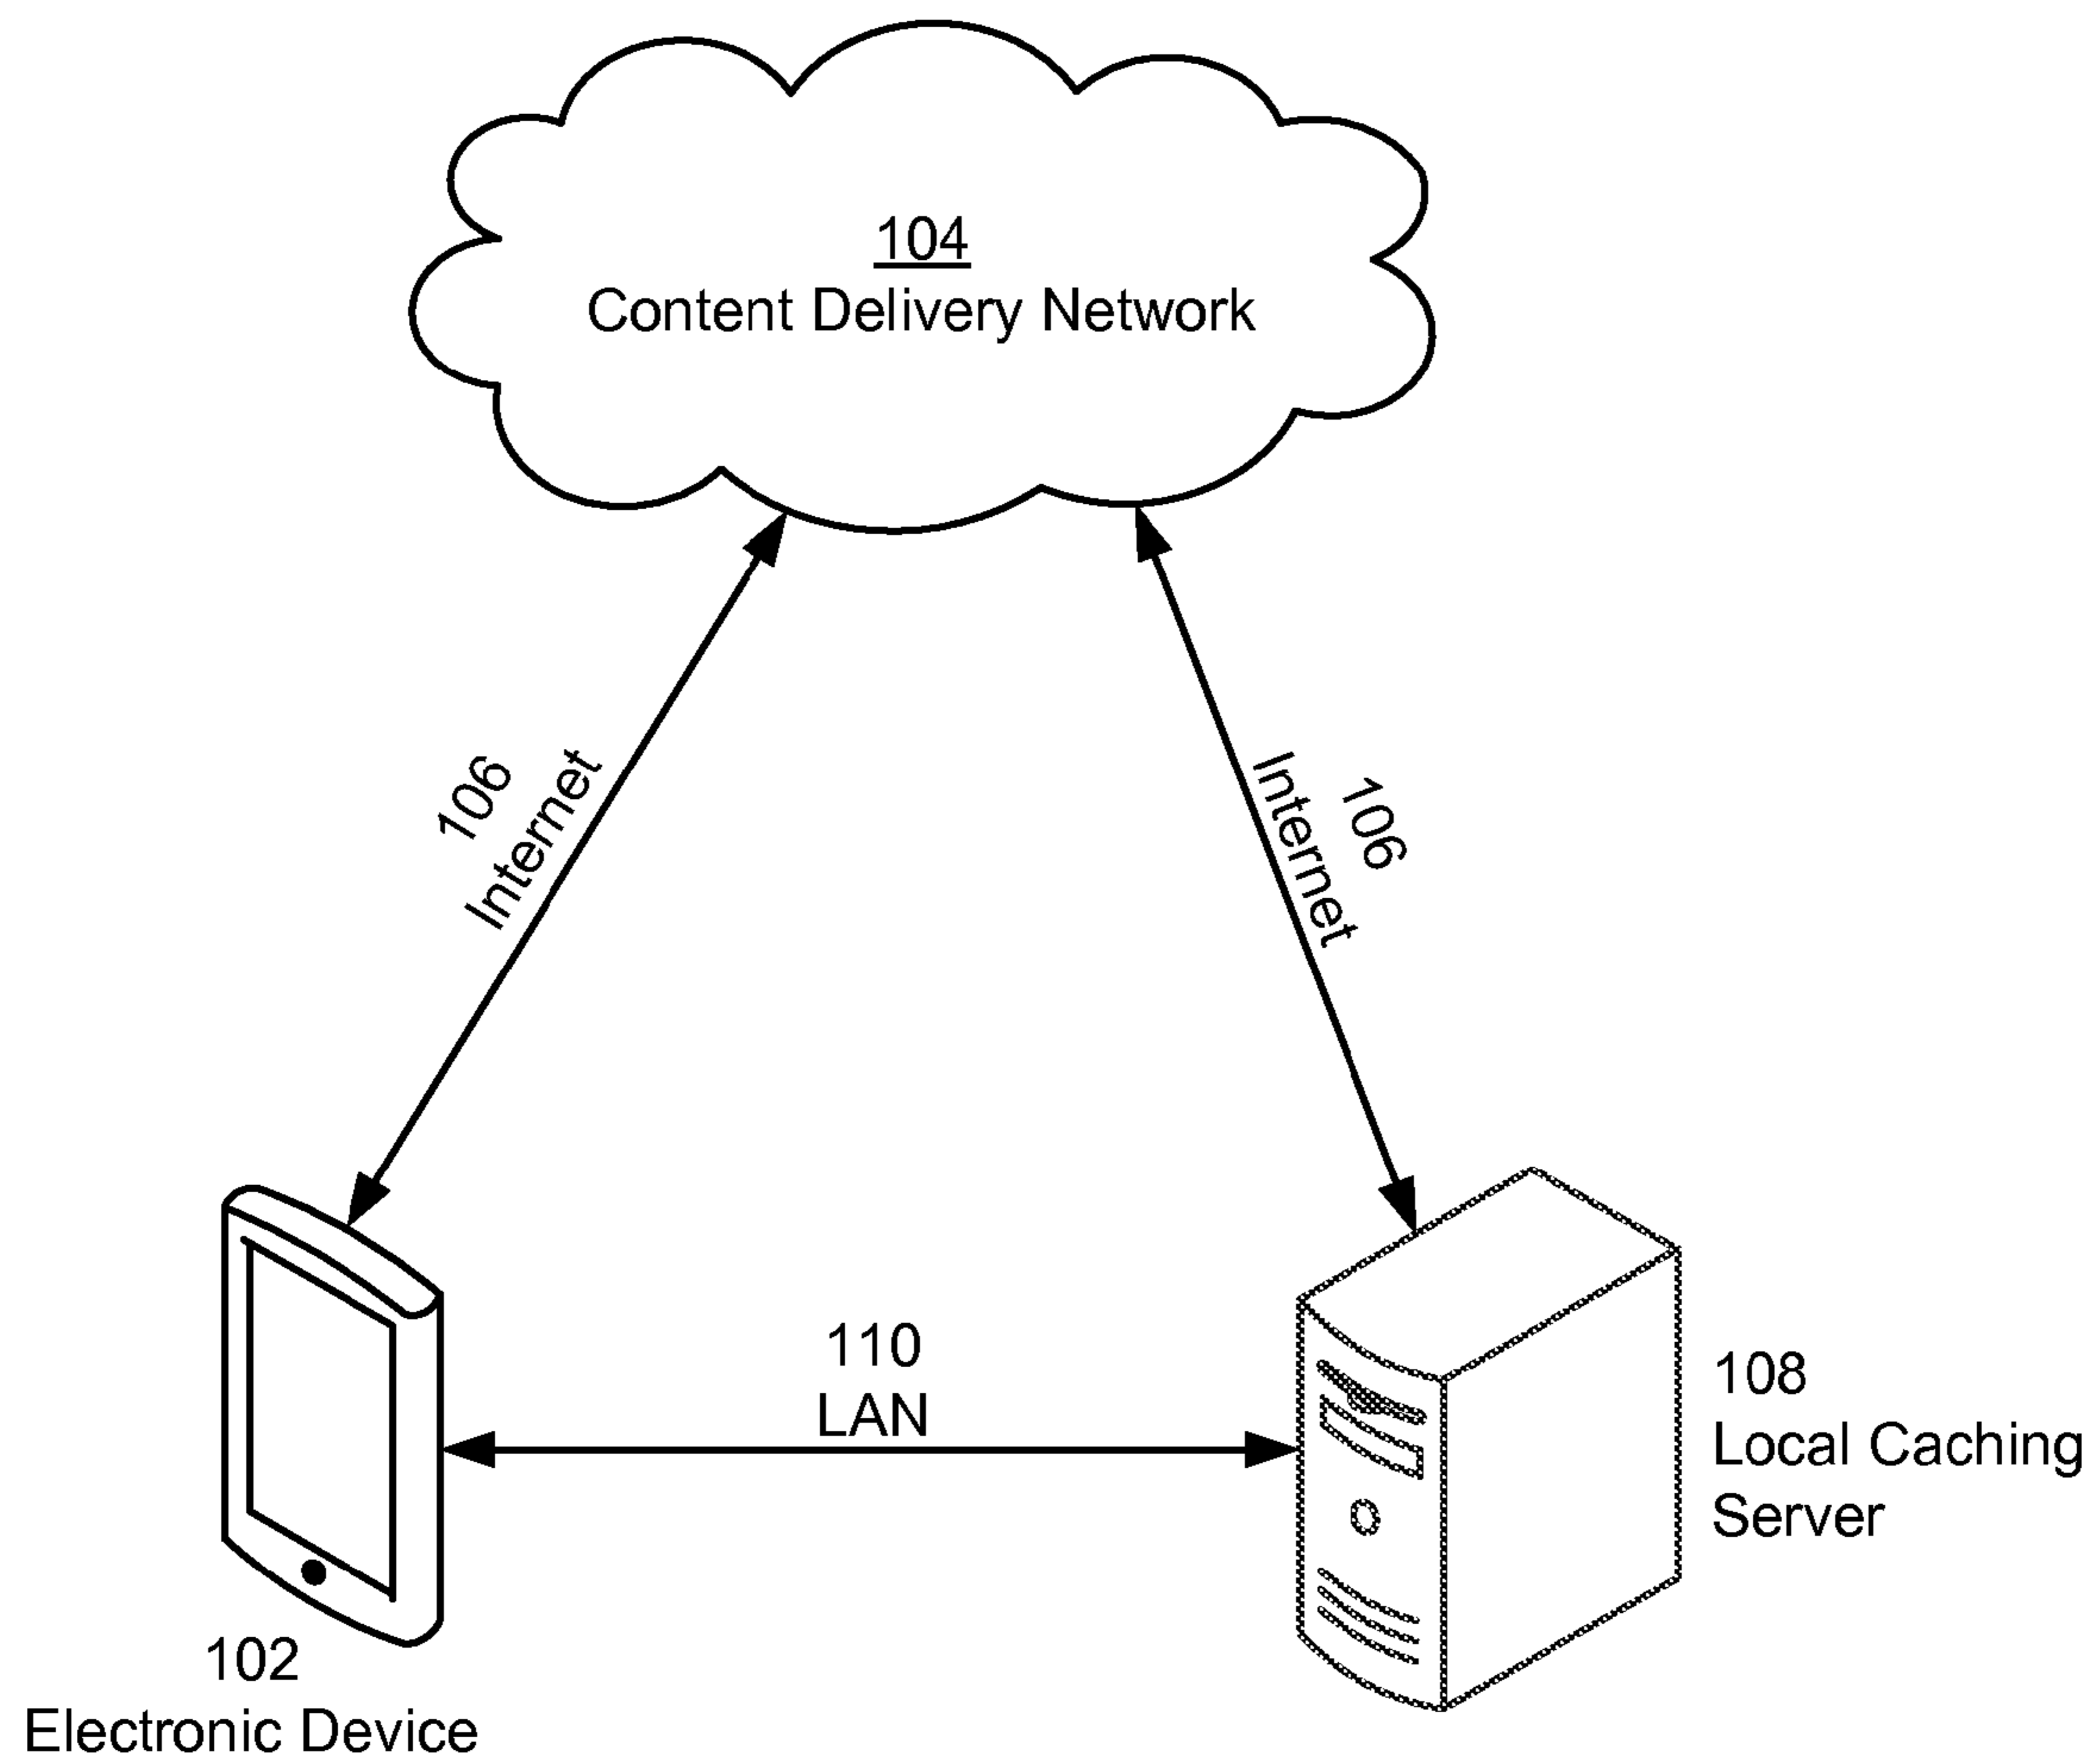 104
Content Delivery Network
106
Internet
Internet
106
110
LAN
108
Local Caching
Server
102
Electronic Device